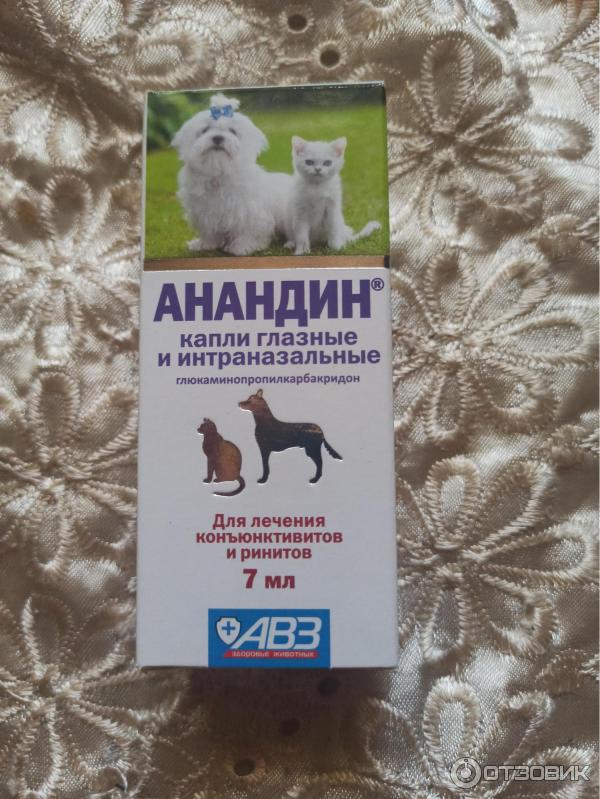 АНАНДИН®
капли глазные
и интраназальные
глюкаминопропилкарбакридон
Для лечения
конъюнктивитов
и ринитов
7 мл
АВЗ
здоровье животных
ОТЗОВИК